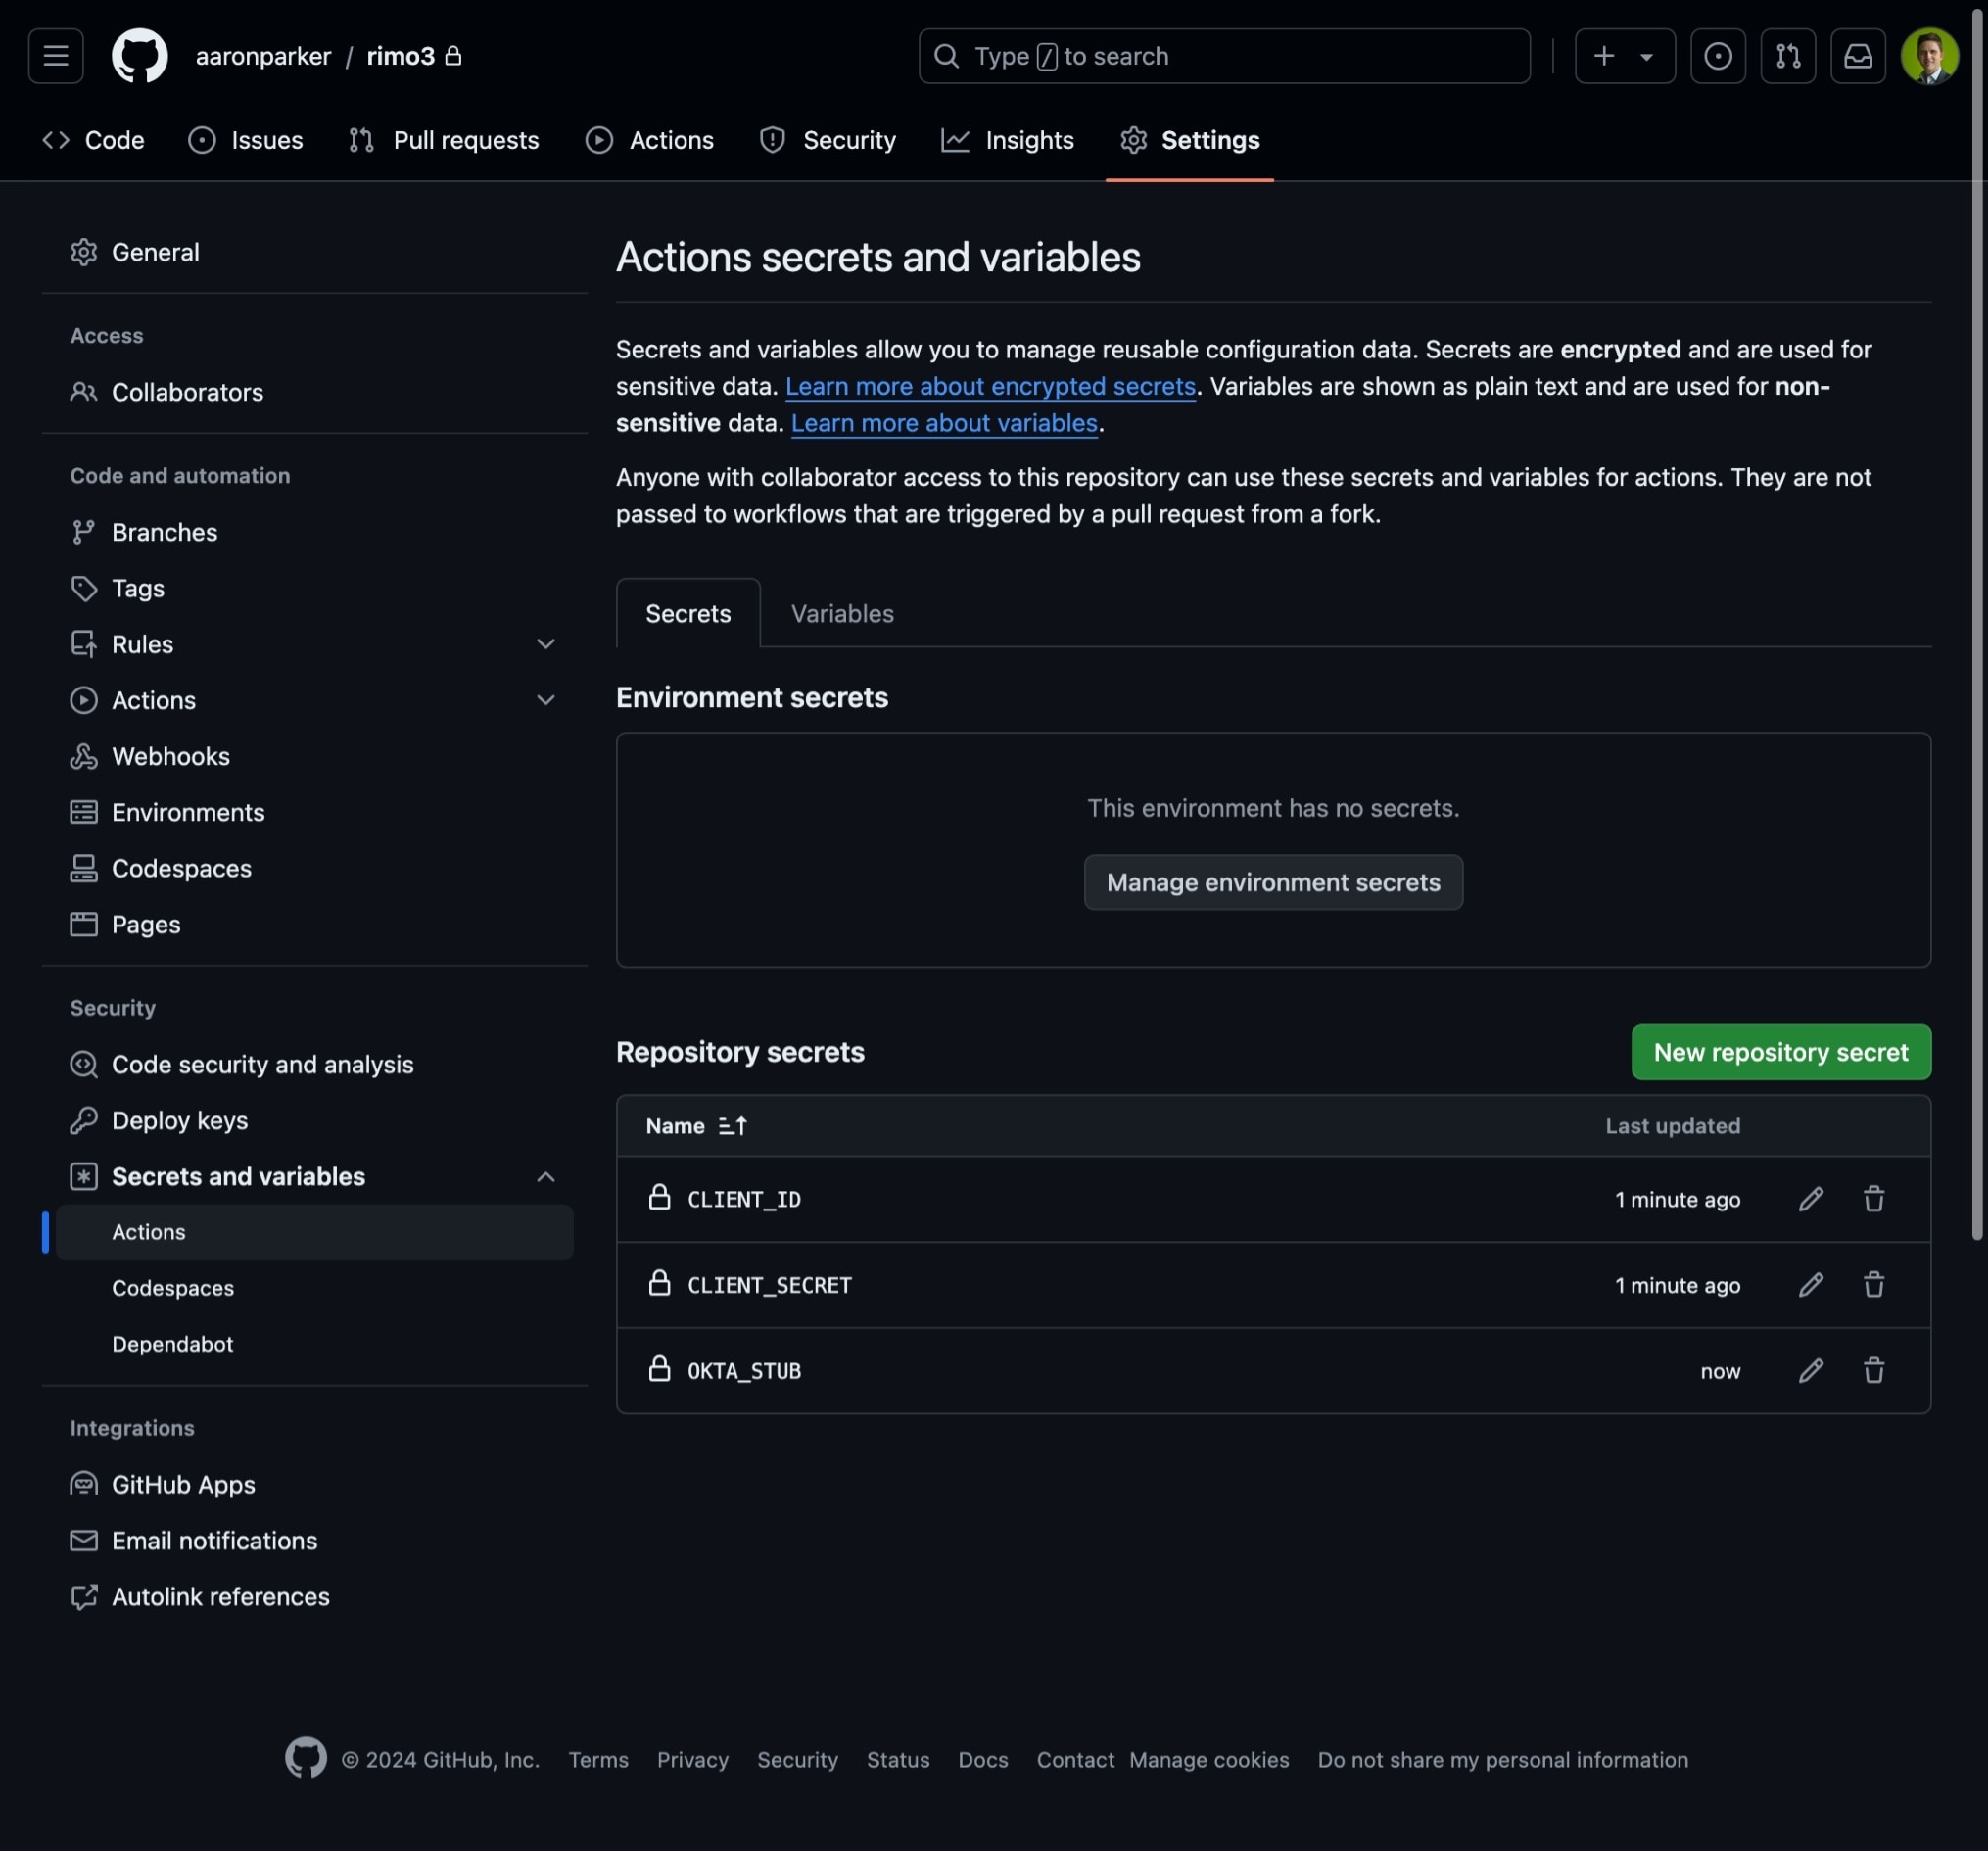 aaronparker / rimo3
Type / to search
Code
Issues
Pull requests
Actions
Security
Insights
Settings
General
Access
Collaborators
Code and automation
Branches
Tags
Rules
Actions
Webhooks
Environments
Codespaces
Pages
Security
Code security and analysis
Deploy keys
Secrets and variables
Actions
Codespaces
Dependabot
Integrations
GitHub Apps
Email notifications
Autolink references
Actions secrets and variables
Secrets and variables allow you to manage reusable configuration data. Secrets are encrypted and are used for
sensitive data. Learn more about encrypted secrets. Variables are shown as plain text and are used for non-
sensitive data. Learn more about variables.
Anyone with collaborator access to this repository can use these secrets and variables for actions. They are not
passed to workflows that are triggered by a pull request from a fork.
Secrets
Variables
Environment secrets
This environment has no secrets.
Manage environment secrets
Repository secrets
New repository secret
Name
Last updated
CLIENT_ID
1 minute ago
CLIENT_SECRET
1 minute ago
OKTA_STUB
now
© 2024 GitHub, Inc.
Terms
Privacy
Security
Status
Docs
Contact
Manage cookies
Do not share my personal information